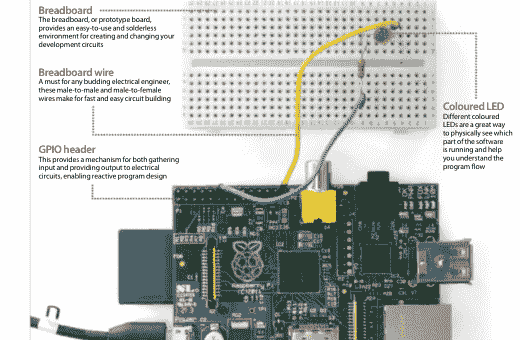 Breadboard
The breadboard, or prototype board,
provides an easy-to-use and solderless
environment for creating and changing your
development circuits
Breadboard wire
A must for any budding electrical engineer,
these male-to-male and male-to-female
wires make for fast and easy circuit building
GPIO header
This provides a mechanism for both gathering
input and providing output to electrical
circuits, enabling reactive program design
Coloured LED
Different coloured
LEDs are a great way
to physically see which
part of the software
is running and help
you understand the
program flow